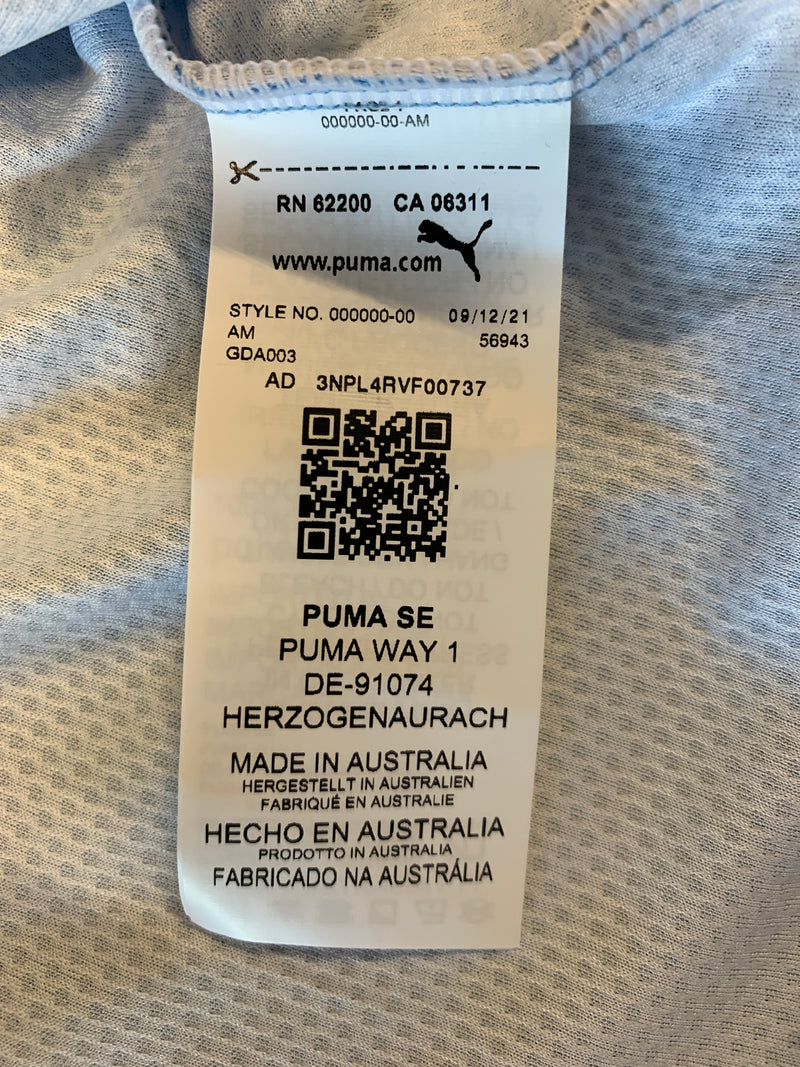 000000-00-AM
RN 62200 CA 06311
www.puma.com
STYLE NO. 000000-00 09/12/21
AM 56943
GDA003
AD 3NPL4RVF00737
PUMA SE
PUMA WAY 1
DE-91074
HERZOGENAURACH
MADE IN AUSTRALIA
HERGESTELLT IN AUSTRALIEN
FABRIQUÉ EN AUSTRALIE
HECHO EN AUSTRALIA
PRODOTTO IN AUSTRALIA
FABRICADO NA AUSTRÁLIA